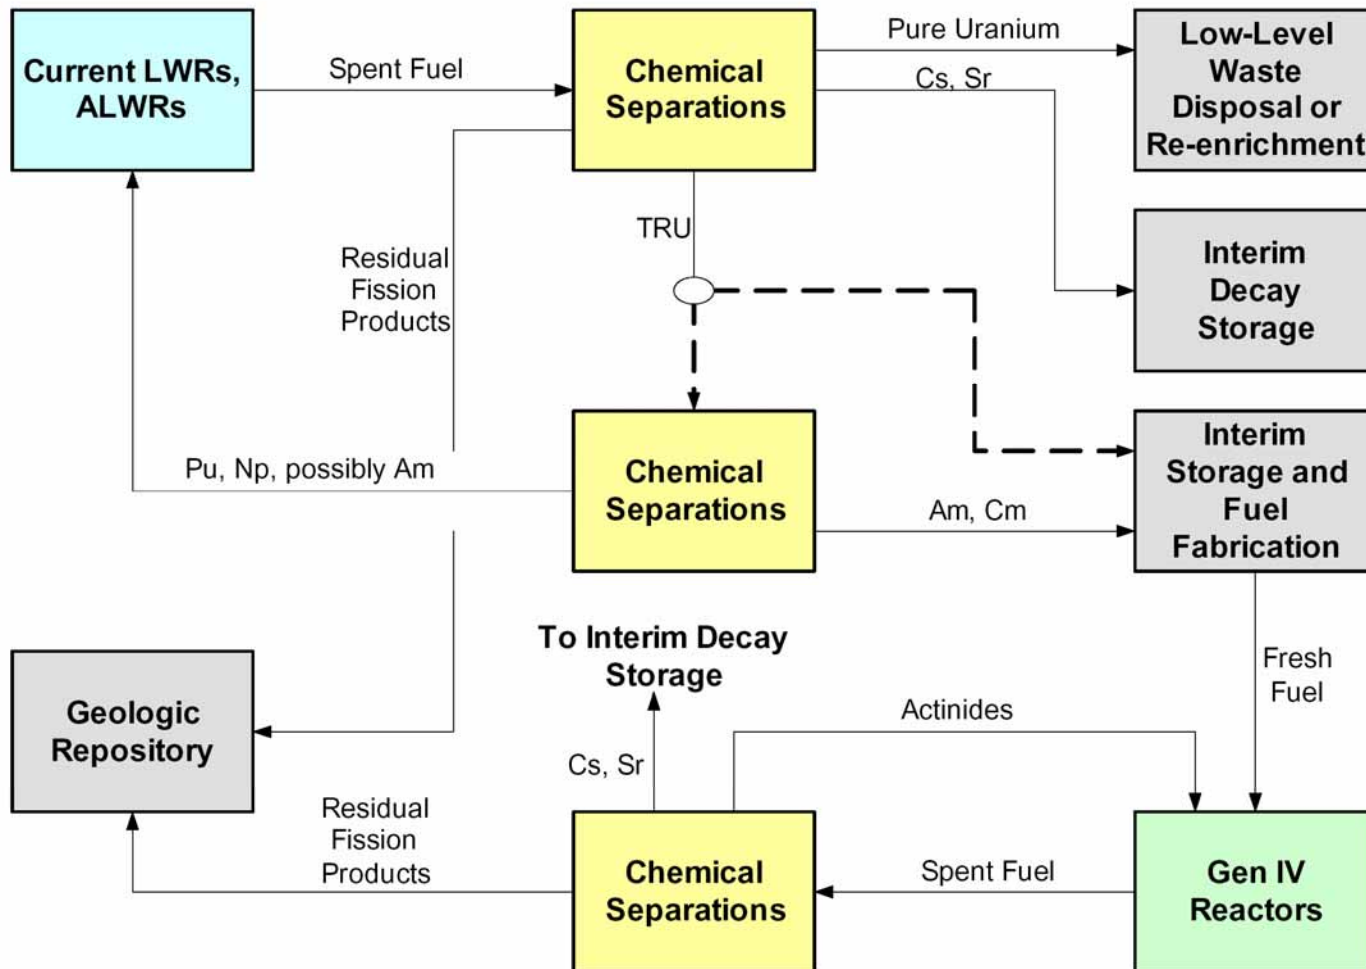 Current LWRs,
ALWRs
Spent Fuel
Chemical
Separations
Pure Uranium
Cs, Sr
Low-Level
Waste
Disposal or
Re-enrichment
TRU
Residual
Fission
Products
Interim
Decay
Storage
Pu, Np, possibly Am
Chemical
Separations
Am, Cm
Interim
Storage and
Fuel
Fabrication
To Interim Decay
Storage
Fresh
Fuel
Geologic
Repository
Cs, Sr
Actinides
Residual
Fission
Products
Chemical
Separations
Spent Fuel
Gen IV
Reactors